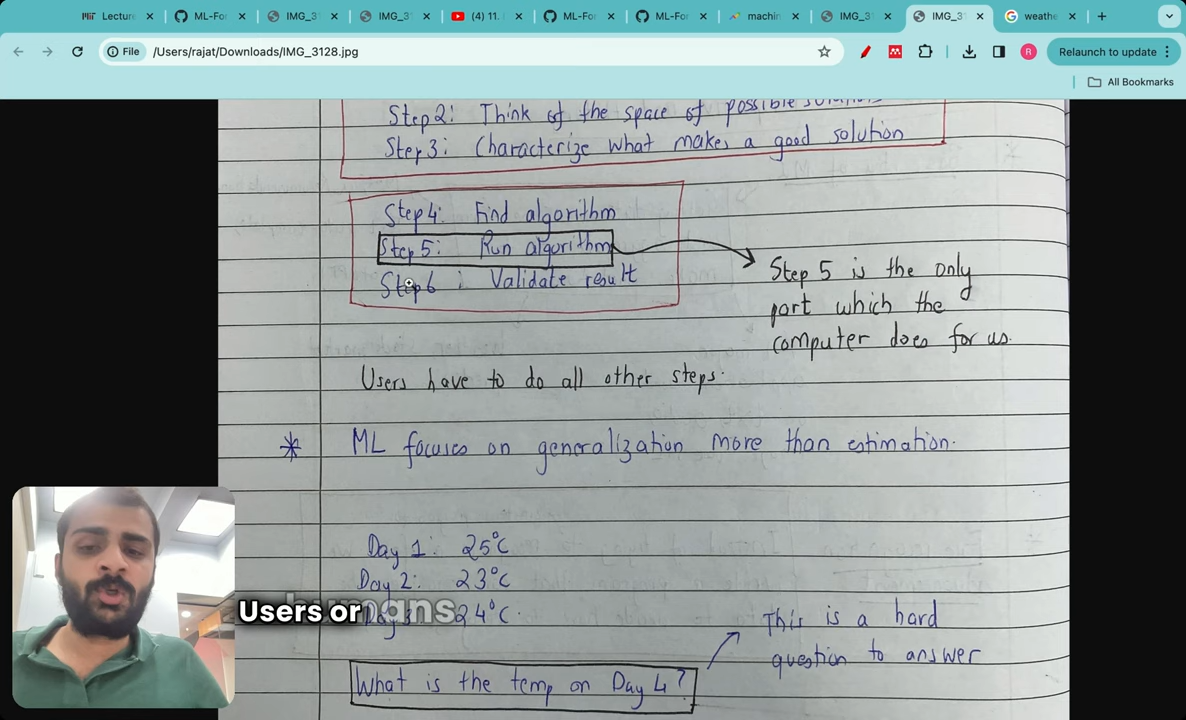 Lecture
ML-For
IMG_3
IMG_3
(4) 11.
ML-For
ML-For
machin
IMG_3
IMG_3
weathe
File
/Users/rajat/Downloads/IMG_3128.jpg
R
Relaunch to update
All Bookmarks
Step 2: Think of the space of possible
Step 3: Characterize what makes a good solution
Step 4: Find algorithm
Step 5: Run algorithm
Step 6 : Validate result
Step 5 is the only
part which the
computer does for us.
Users have to do all other steps.
* ML focuses on generalization more than estimation.
Day 1: 25°C
Day 2: 23°C
24°C.
Users or humans
This is a hard
question to answer
What is the temp on Day 4?